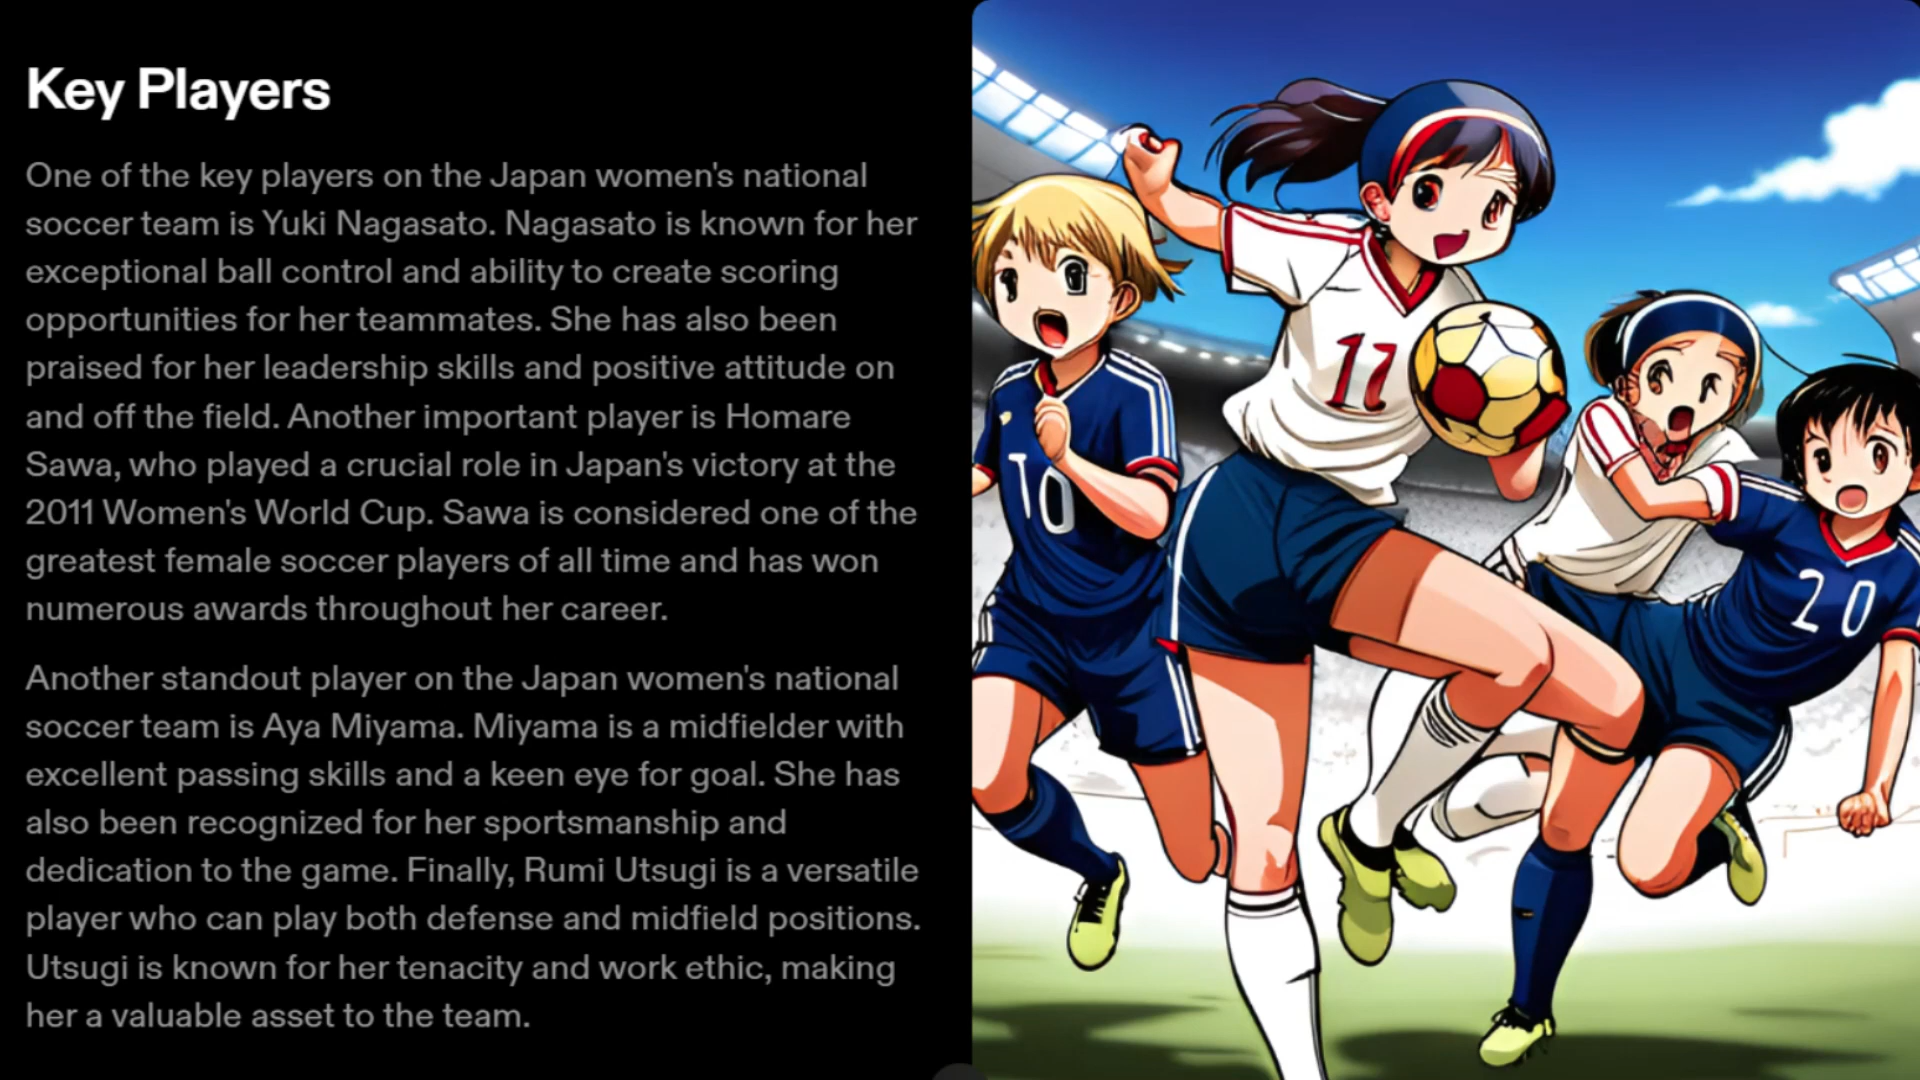 Key Players
One of the key players on the Japan women's national
soccer team is Yuki Nagasato. Nagasato is known for her
exceptional ball control and ability to create scoring
opportunities for her teammates. She has also been
praised for her leadership skills and positive attitude on
and off the field. Another important player is Homare
Sawa, who played a crucial role in Japan's victory at the
2011 Women's World Cup. Sawa is considered one of the
greatest female soccer players of all time and has won
numerous awards throughout her career.
Another standout player on the Japan women's national
soccer team is Aya Miyama. Miyama is a midfielder with
excellent passing skills and a keen eye for goal. She has
also been recognized for her sportsmanship and
dedication to the game. Finally, Rumi Utsugi is a versatile
player who can play both defense and midfield positions.
Utsugi is known for her tenacity and work ethic, making
her a valuable asset to the team.
10
20